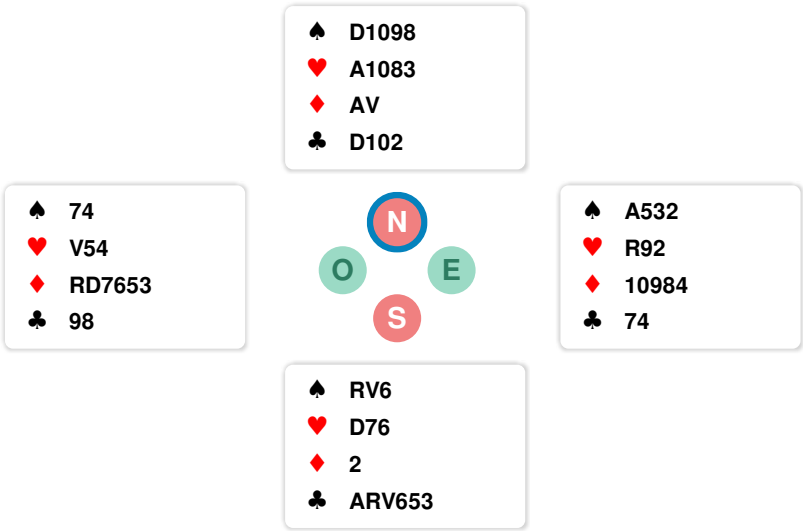 ♠ D1098
♥ A1083
♦ AV
♣ D102
♠ 74
♥ V54
♦ RD7653
♣ 98
N
O E
S
♠ A532
♥ R92
♦ 10984
♣ 74
♠ RV6
♥ D76
♦ 2
♣ ARV653